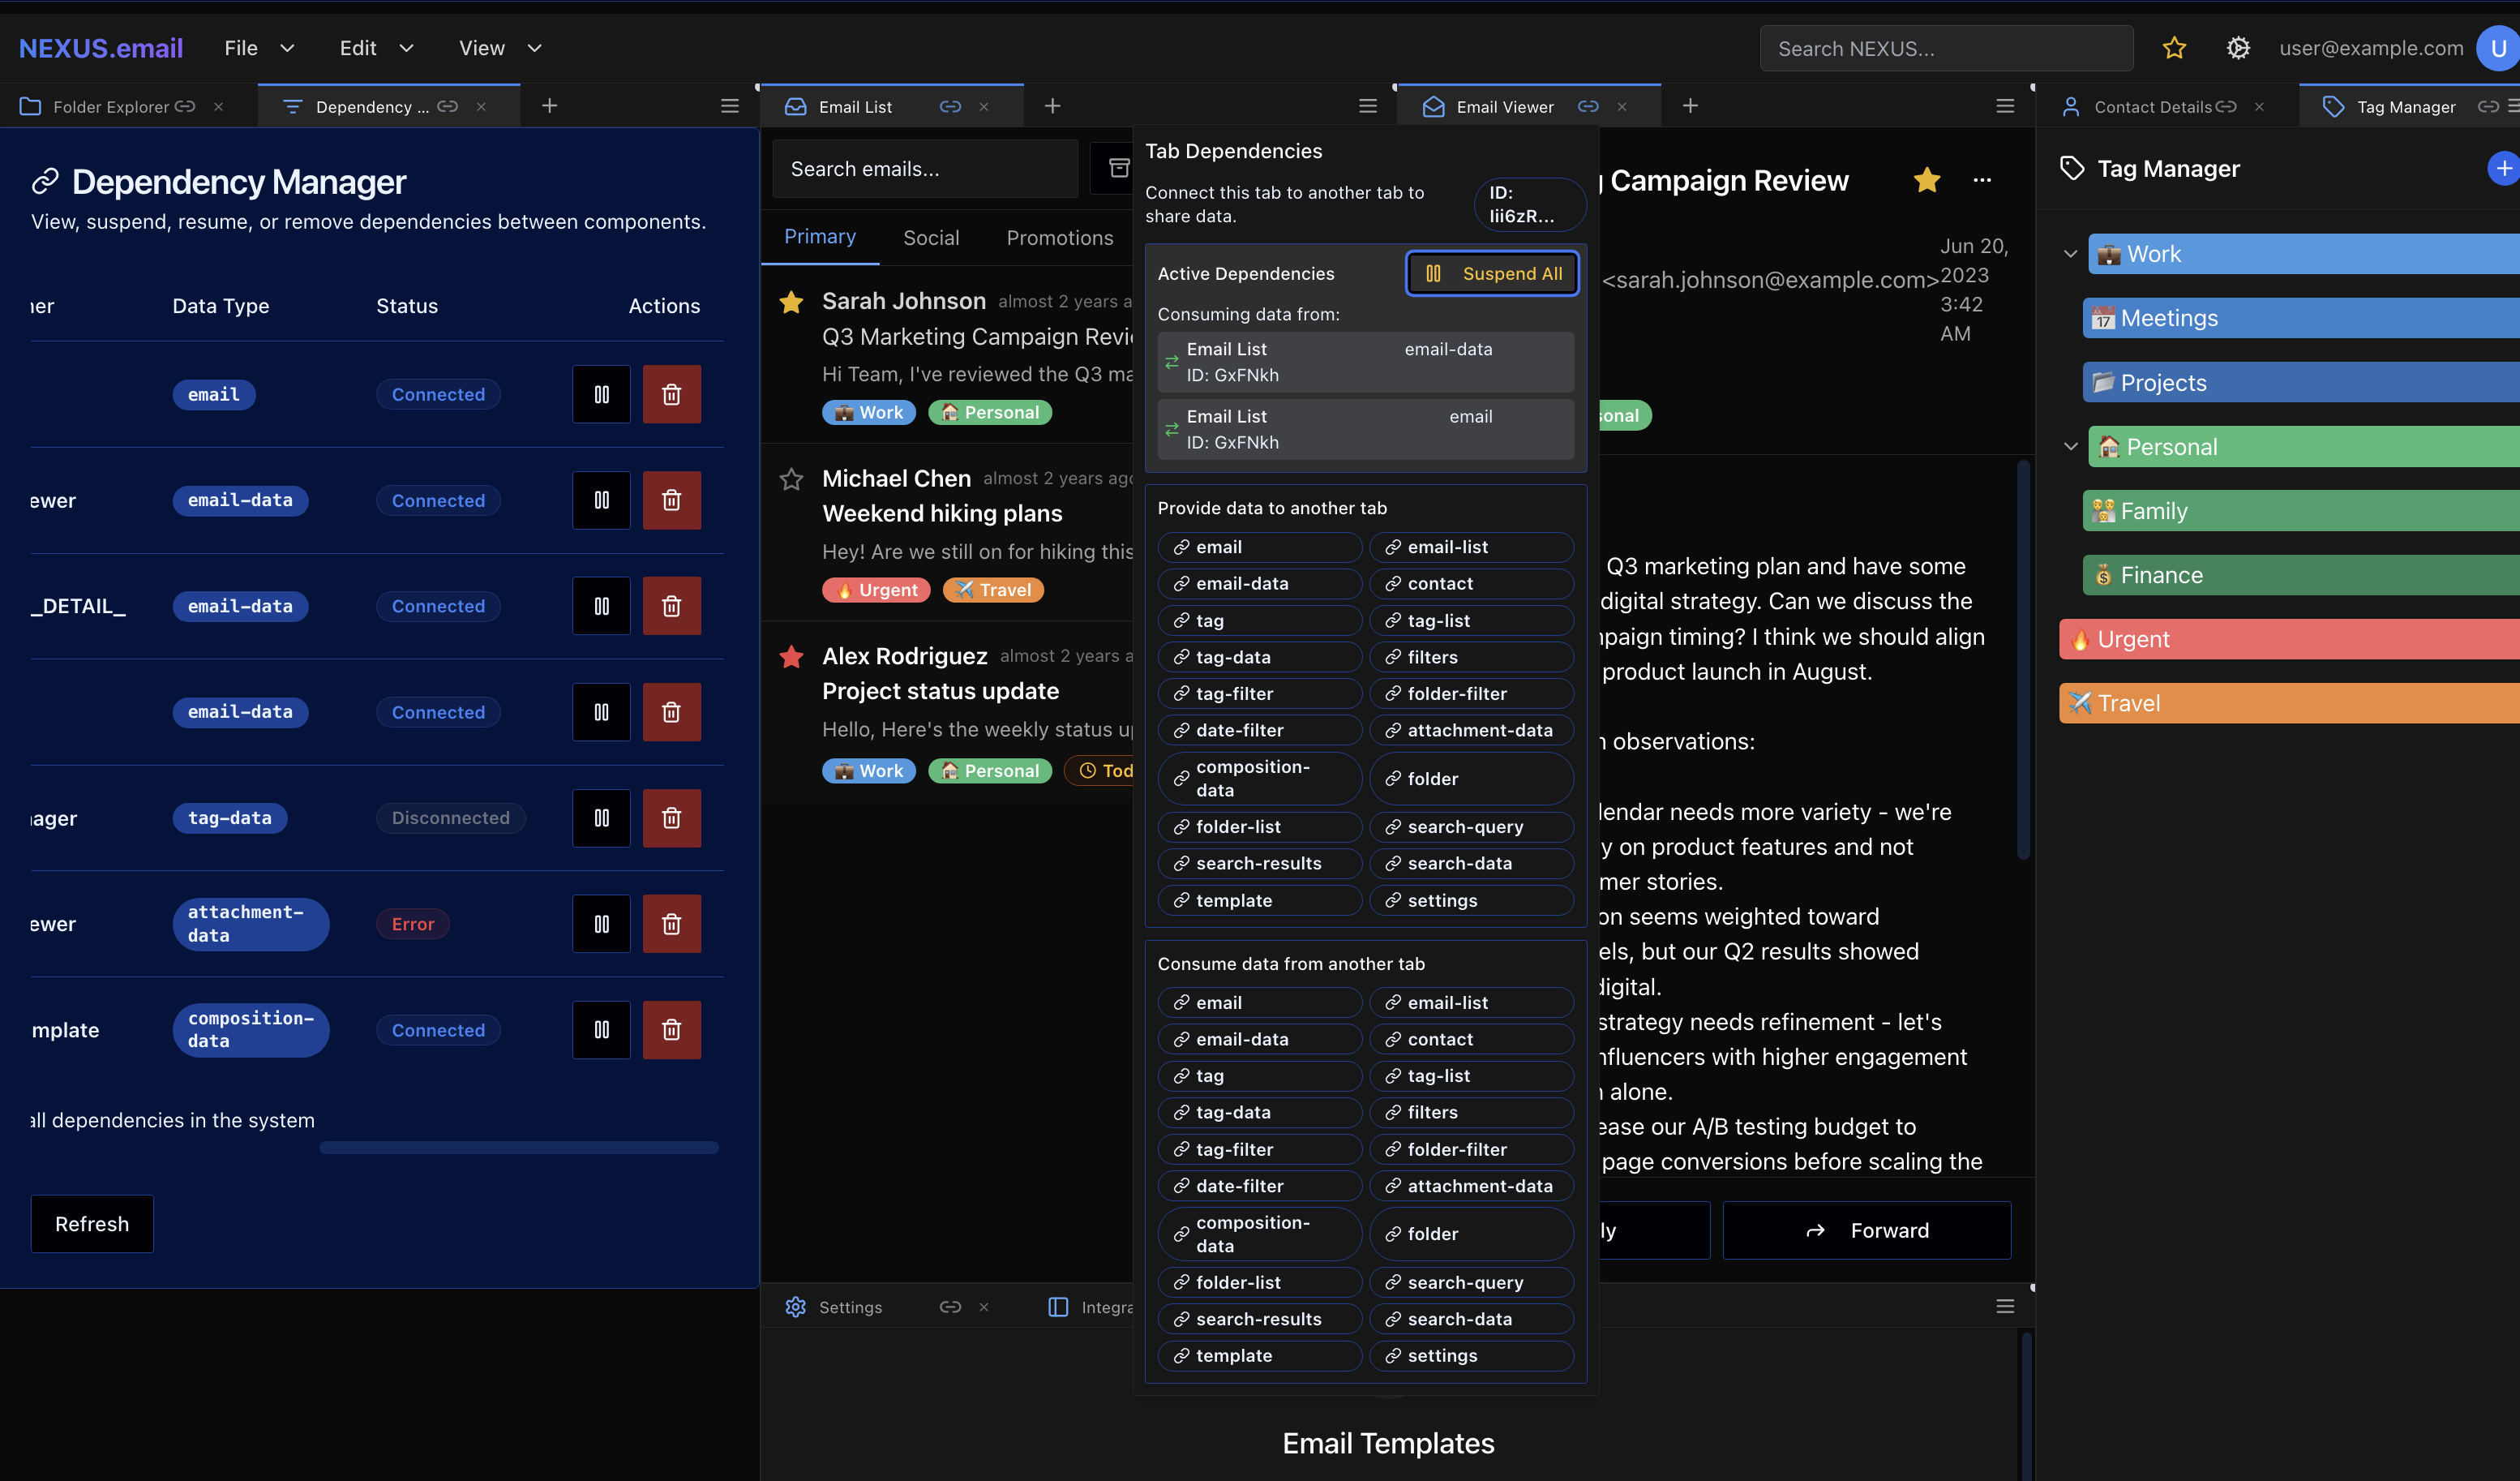 NEXUS.email File Edit View Search NEXUS... user@example.com U
Folder Explorer Dependency ... Email List Email Viewer Contact Details Tag Manager
Dependency Manager
View, suspend, resume, or remove dependencies between components.
Data Type Status Actions
email Connected
email-data Connected
_DETAIL_ email-data Connected
email-data Connected
tag-data Disconnected
attachment-
data
Error
composition-
data
Connected
all dependencies in the system
Refresh
Search emails...
Primary Social Promotions
Sarah Johnson almost 2 years a
Q3 Marketing Campaign Revi
Hi Team, I've reviewed the Q3 ma
Work Personal
Michael Chen almost 2 years ago
Weekend hiking plans
Hey! Are we still on for hiking this
Urgent Travel
Alex Rodriguez almost 2 years a
Project status update
Hello, Here's the weekly status u
Work Personal Tod
Tab Dependencies
Connect this tab to another tab to
share data.
ID:
Iii6zR...
Active Dependencies Suspend All
Consuming data from:
Email List email-data
ID: GxFNkh
Email List email
ID: GxFNkh
Provide data to another tab
email email-list
email-data contact
tag tag-list
tag-data filters
tag-filter folder-filter
date-filter attachment-data
composition-
data
folder
folder-list search-query
search-results search-data
template settings
Consume data from another tab
email email-list
email-data contact
tag tag-list
tag-data filters
tag-filter folder-filter
date-filter attachment-data
composition-
data
folder
folder-list search-query
search-results search-data
template settings
Campaign Review
<sarah.johnson@example.com>
Jun 20,
2023
3:42
AM
sonal
Q3 marketing plan and have some
digital strategy. Can we discuss the
paign timing? I think we should align
product launch in August.
observations:
lendar needs more variety - we're
y on product features and not
mer stories.
on seems weighted toward
els, but our Q2 results showed
digital.
strategy needs refinement - let's
nfluencers with higher engagement
alone.
ease our A/B testing budget to
page conversions before scaling the
ly Forward
Settings Integra
Email Templates
Tag Manager
Work
17 Meetings
Projects
Personal
Family
Finance
Urgent
Travel